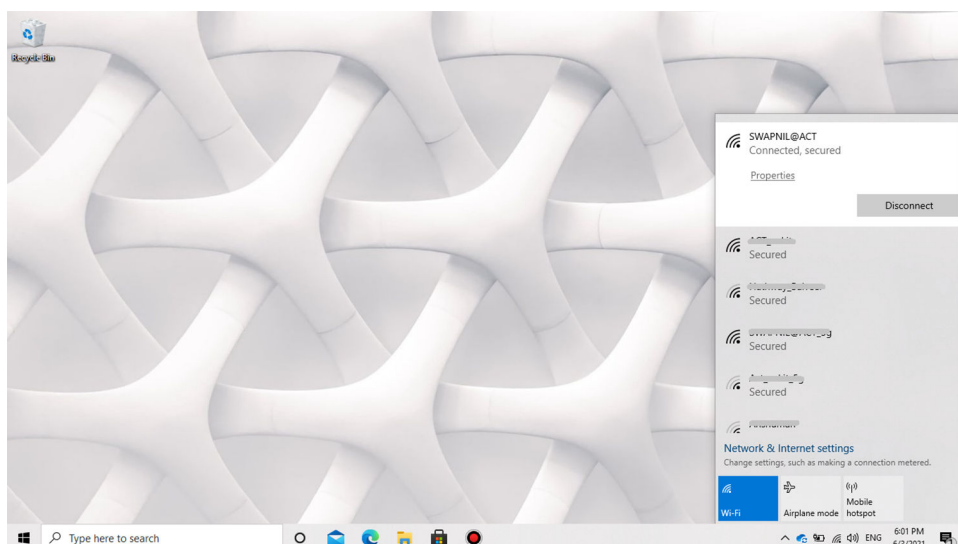 Recycle Bin
SWAPNIL@ACT
Connected, secured
Properties
Disconnect
Secured
Secured
Secured
Secured
Network & Internet settings
Change settings, such as making a connection metered.
Wi-Fi
Airplane mode
Mobile
hotspot
Type here to search
ENG
6:01 PM